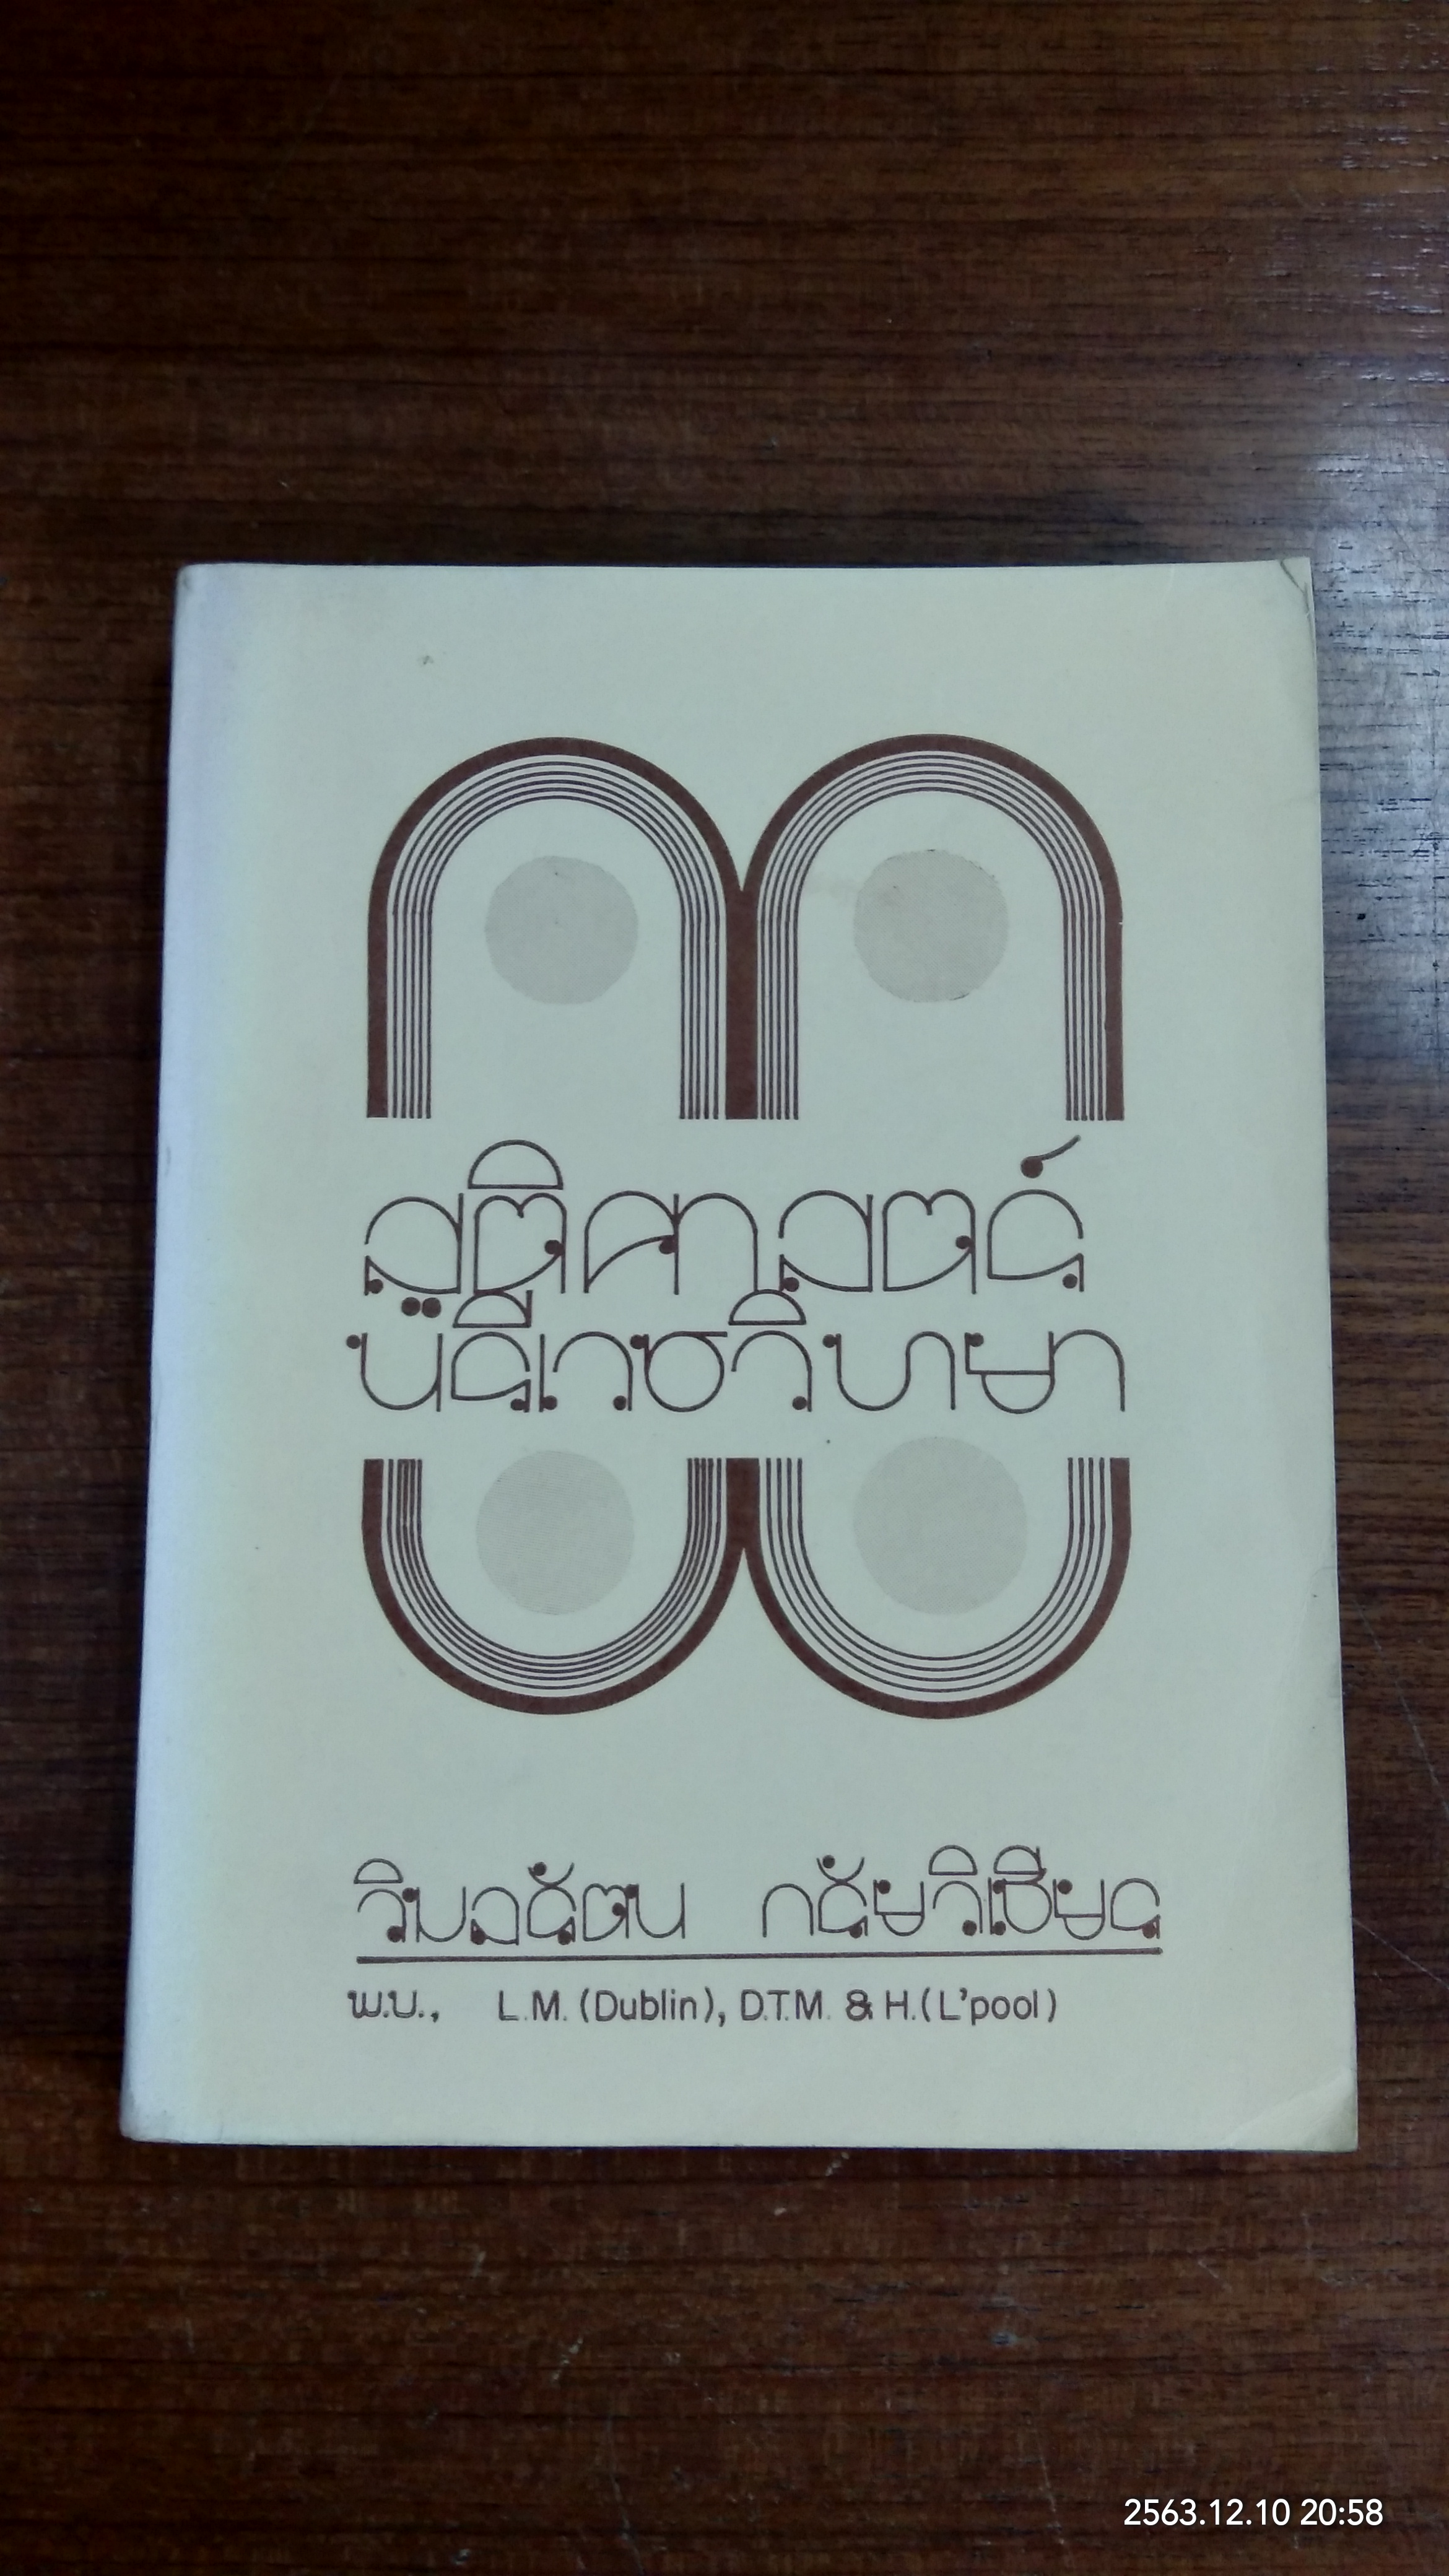 สูติศาสตร์
นรีเวชวิทยา
วิมลรัตน กรัยวิเชียร
พ.บ., L.M. (Dublin), D.T.M. & H.(L'pool)
2563.12.10 20:58